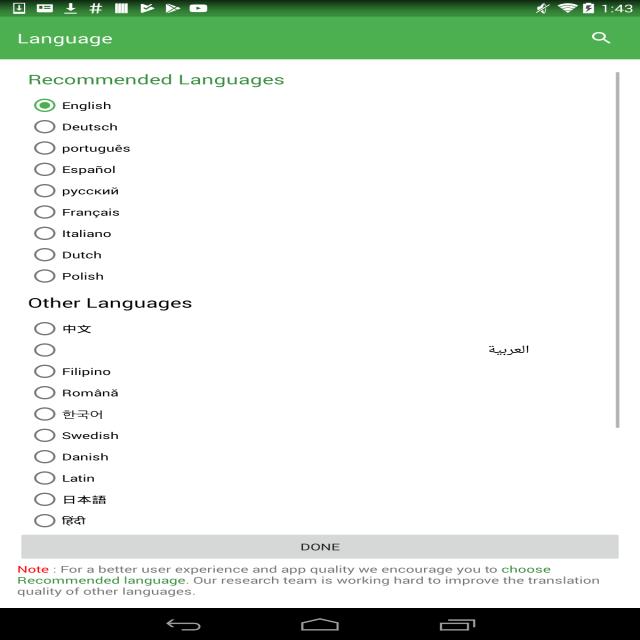 1:43
Language
Recommended Languages
English
Deutsch
português
Español
русский
Français
Italiano
Dutch
Polish
Other Languages
中文
العربية
Filipino
Română
한국어
Swedish
Danish
Latin
日本語
हिंदी
DONE
Note : For a better user experience and app quality we encourage you to choose
Recommended language. Our research team is working hard to improve the translation
quality of other languages.